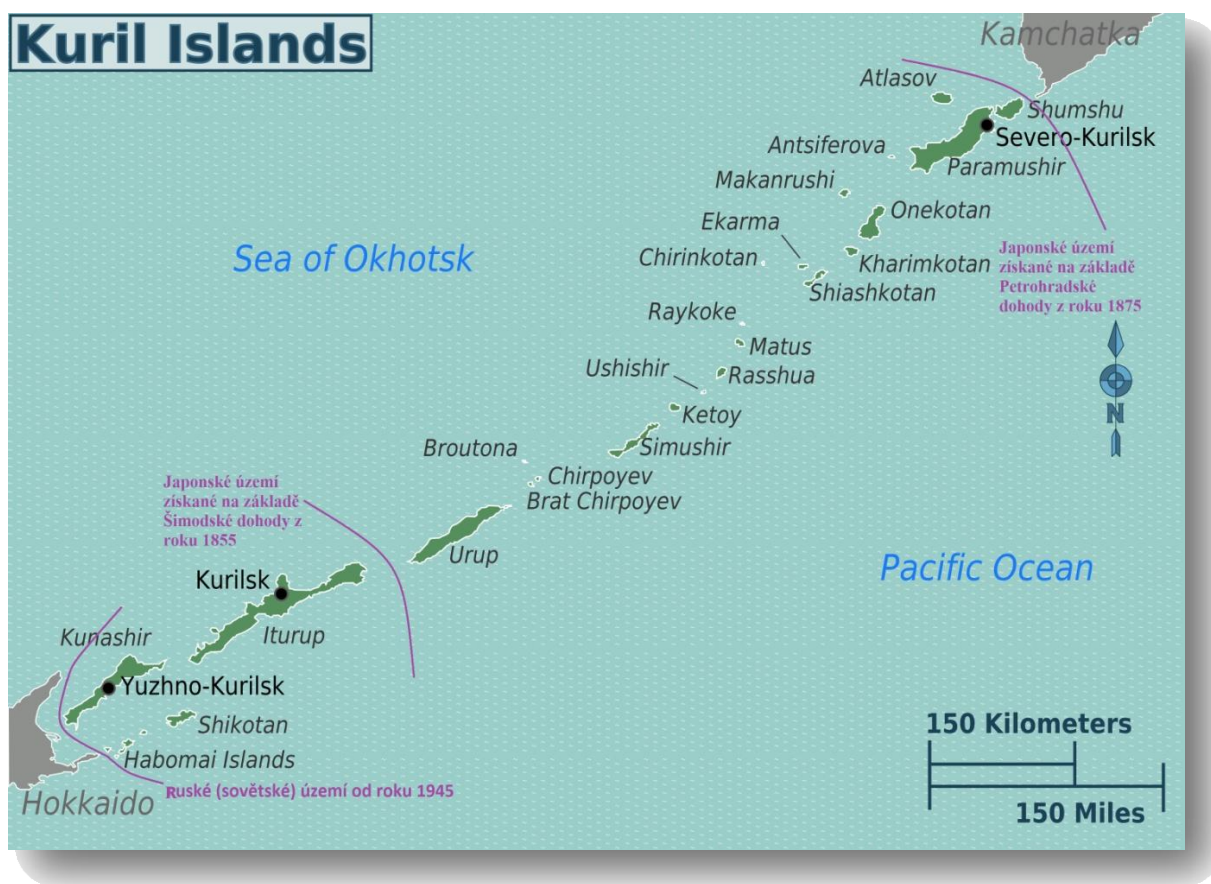 Kuril Islands
Kamchatka
Atlasov
Shumshu
Severo-Kurilsk
Antsiferova
Paramushir
Makanrushi
Onekotan
Ekarma
Sea of Okhotsk
Chirinkotan
Kharimkotan
Shiashkotan
Japonské území
získané na základě
Petrohradské
dohody z roku 1875
Raykoke
Matus
Ushishir
Rasshua
N
Ketoy
Simushir
Broutona
Chirpoyev
Brat Chirpoyev
Japonské území
získané na základě
Šimodské dohody z
roku 1855
Urup
Pacific Ocean
Kurilsk
Iturup
Kunashir
Yuzhno-Kurilsk
Shikotan
Habomai Islands
Ruské (sovětské) území od roku 1945
Hokkaido
150 Kilometers
150 Miles